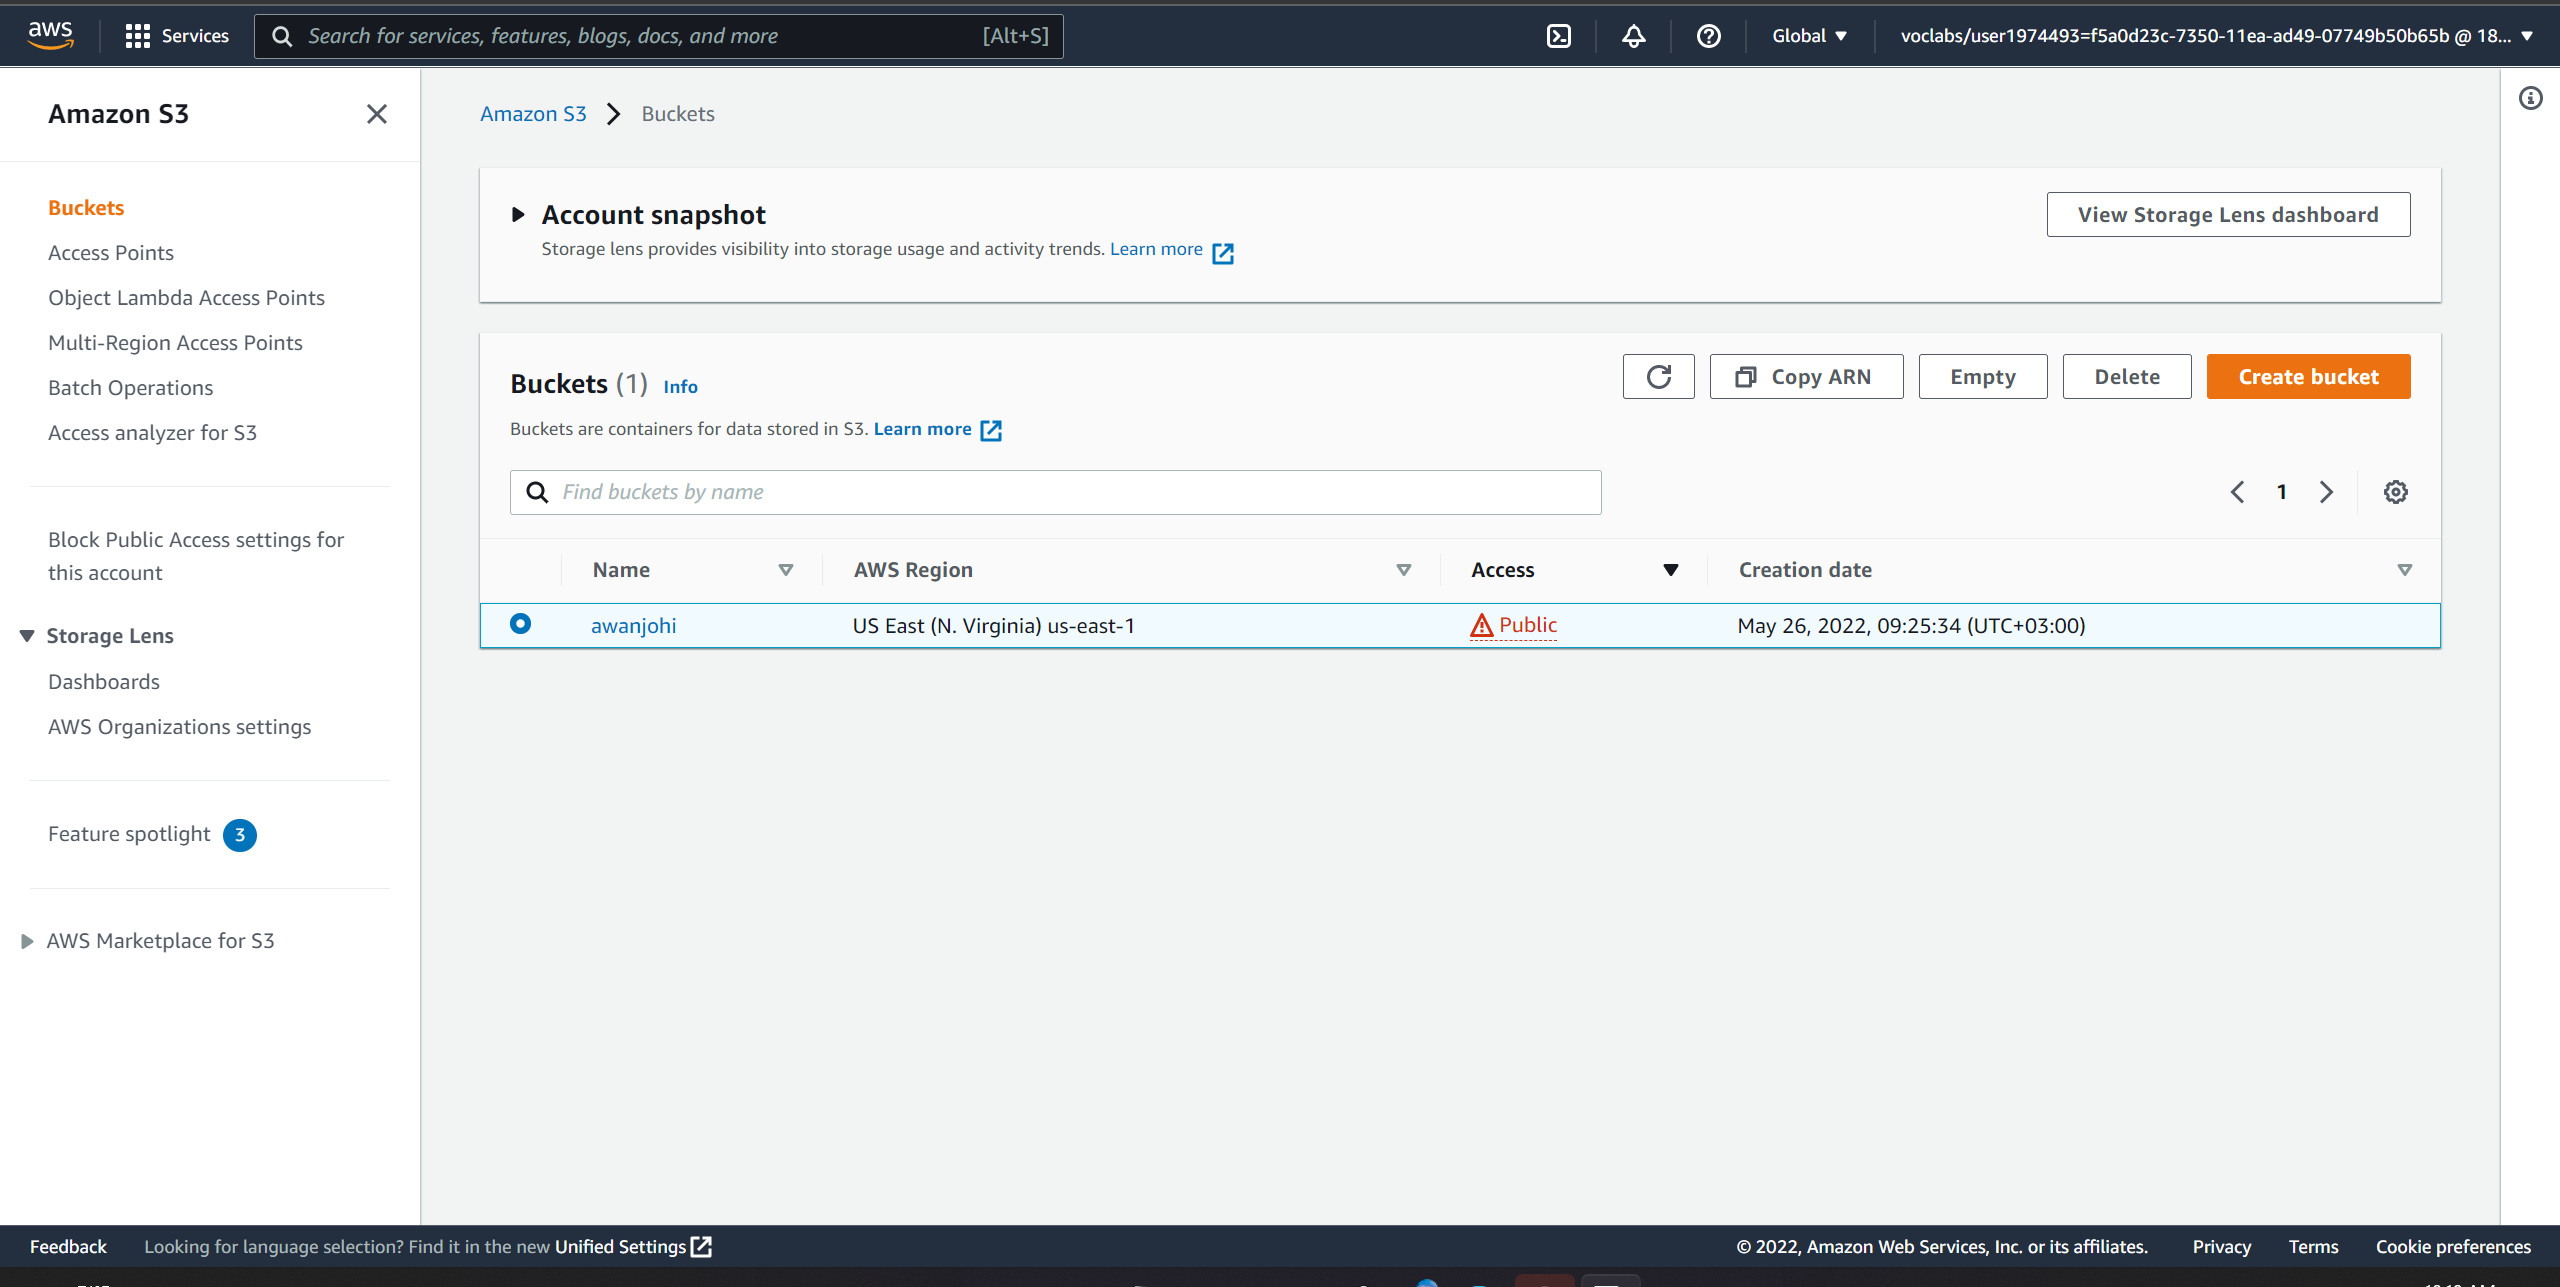 aws
Services
Search for services, features, blogs, docs, and more [Alt+S]
Global
voclabs/user1974493=f5a0d23c-7350-11ea-ad49-07749b50b65b @ 18...
Amazon S3
Buckets
Access Points
Object Lambda Access Points
Multi-Region Access Points
Batch Operations
Access analyzer for S3
Block Public Access settings for
this account
Storage Lens
Dashboards
AWS Organizations settings
Feature spotlight 3
AWS Marketplace for S3
Amazon S3 Buckets
Account snapshot
View Storage Lens dashboard
Storage lens provides visibility into storage usage and activity trends. Learn more
Buckets (1) Info
Copy ARN
Empty
Delete
Create bucket
Buckets are containers for data stored in S3. Learn more
Find buckets by name
1
Name AWS Region Access Creation date
awanjohi US East (N. Virginia) us-east-1 Public May 26, 2022, 09:25:34 (UTC+03:00)
Feedback Looking for language selection? Find it in the new Unified Settings
© 2022, Amazon Web Services, Inc. or its affiliates. Privacy Terms Cookie preferences